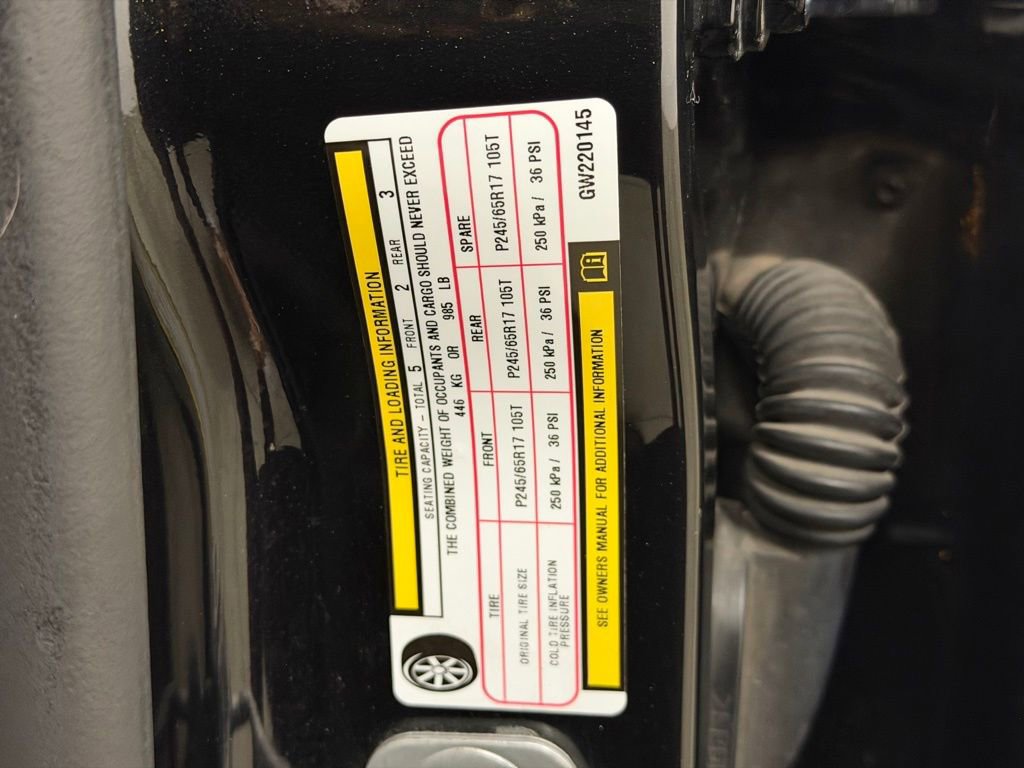 TIRE AND LOADING INFORMATION
SEATING CAPACITY - TOTAL 5 FRONT 2 REAR 3
THE COMBINED WEIGHT OF OCCUPANTS AND CARGO SHOULD NEVER EXCEED
446 KG OR 985 LB
TIRE FRONT REAR SPARE
ORIGINAL TIRE SIZE P245/65R17 105T P245/65R17 105T P245/65R17 105T
COLD TIRE INFLATION
PRESSURE 250 kPa / 36 PSI 250 kPa / 36 PSI 250 kPa / 36 PSI
SEE OWNERS MANUAL FOR ADDITIONAL INFORMATION
GW220145